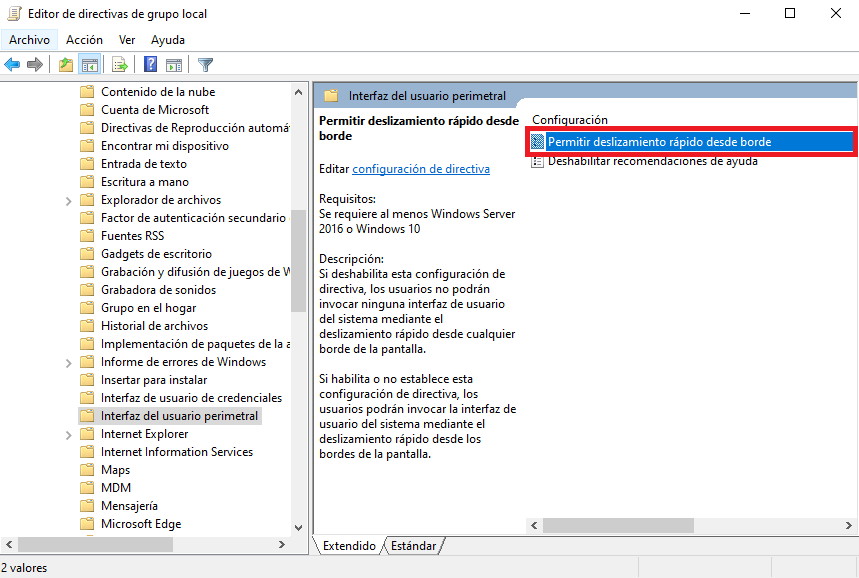 Editor de directivas de grupo local
Archivo Acción Ver Ayuda
Contenido de la nube
Cuenta de Microsoft
Directivas de Reproducción automá
Encontrar mi dispositivo
Entrada de texto
Escritura a mano
Explorador de archivos
Factor de autenticación secundario
Fuentes RSS
Gadgets de escritorio
Grabación y difusión de juegos de W
Grabadora de sonidos
Grupo en el hogar
Historial de archivos
Implementación de paquetes de la a
Informe de errores de Windows
Insertar para instalar
Interfaz de usuario de credenciales
Interfaz del usuario perimetral
Internet Explorer
Internet Information Services
Maps
MDM
Mensajería
Microsoft Edge
Interfaz del usuario perimetral
Permitir deslizamiento rápido desde
borde
Editar configuración de directiva
Requisitos:
Se requiere al menos Windows Server
2016 o Windows 10
Descripción:
Si deshabilita esta configuración de
directiva, los usuarios no podrán
invocar ninguna interfaz de usuario
del sistema mediante el
deslizamiento rápido desde cualquier
borde de la pantalla.
Si habilita o no establece esta
configuración de directiva, los
usuarios podrán invocar la interfaz de
usuario del sistema mediante el
deslizamiento rápido desde los
bordes de la pantalla.
Configuración
Permitir deslizamiento rápido desde borde
Deshabilitar recomendaciones de ayuda
Extendido Estándar
2 valores